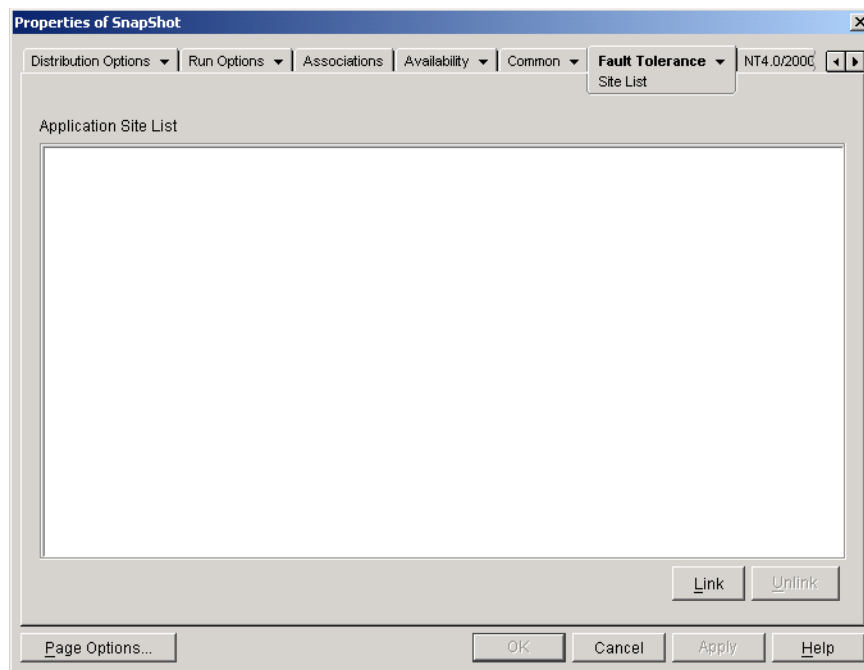 Properties of SnapShot
Distribution Options Run Options Associations Availability Common Fault Tolerance NT4.0/2000
Site List
Application Site List
Link Unlink
Page Options... OK Cancel Apply Help